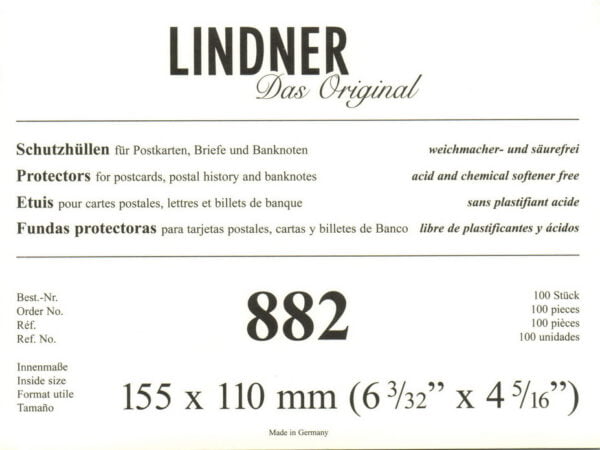 LINDNER
Das Original
Schutzhüllen für Postkarten, Briefe und Banknoten weichmacher- und säurefrei
Protectors for postcards, postal history and banknotes acid and chemical softener free
Etuis pour cartes postales, lettres et billets de banque sans plastifiant acide
Fundas protectoras para tarjetas postales, cartas y billetes de Banco libre de plastificantes y ácidos
Best.-Nr.
Order No.
Réf.
Ref. No.
882
100 Stück
100 pieces
100 pièces
100 unidades
Innenmaße
Inside size
Format utile
Tamaño
155 x 110 mm (6 3/32” x 4 5/16”)
Made in Germany